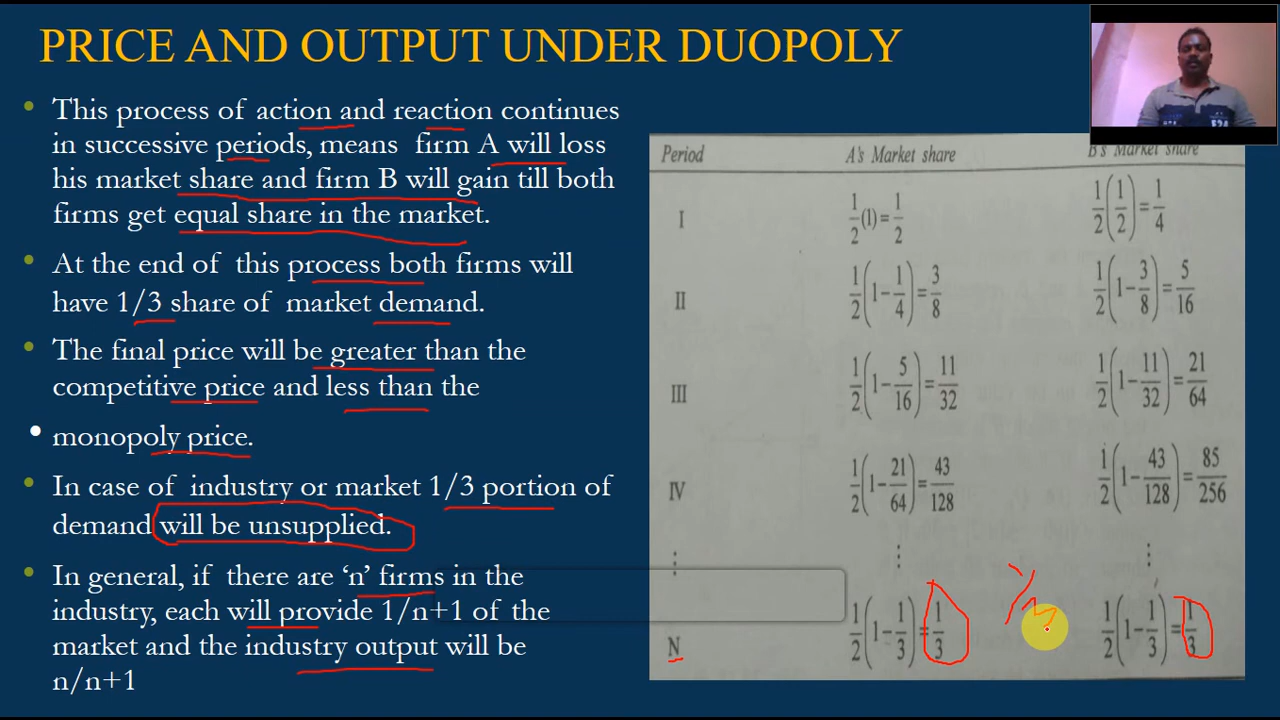 PRICE AND OUTPUT UNDER DUOPOLY
• This process of action and reaction continues
in successive periods, means firm A will loss
his market share and firm B will gain till both
firms get equal share in the market.
• At the end of this process both firms will
have 1/3 share of market demand.
• The final price will be greater than the
competitive price and less than the
• monopoly price.
• In case of industry or market 1/3 portion of
demand will be unsupplied.
• In general, if there are ‘n’ firms in the
industry, each will provide 1/n+1 of the
market and the industry output will be
n/n+1
Period A's Market share B's Market share
I 1/2(1)=1/2 1/2(1/2)=1/4
II 1/2(1−1/4)=3/8 1/2(1−3/8)=5/16
III 1/2(1−5/16)=11/32 1/2(1−11/32)=21/64
IV 1/2(1−21/64)=43/128 1/2(1−43/128)=85/256
⋮ ⋮ ⋮
N 1/2(1−1/3)=1/3 1/2(1−1/3)=1/3